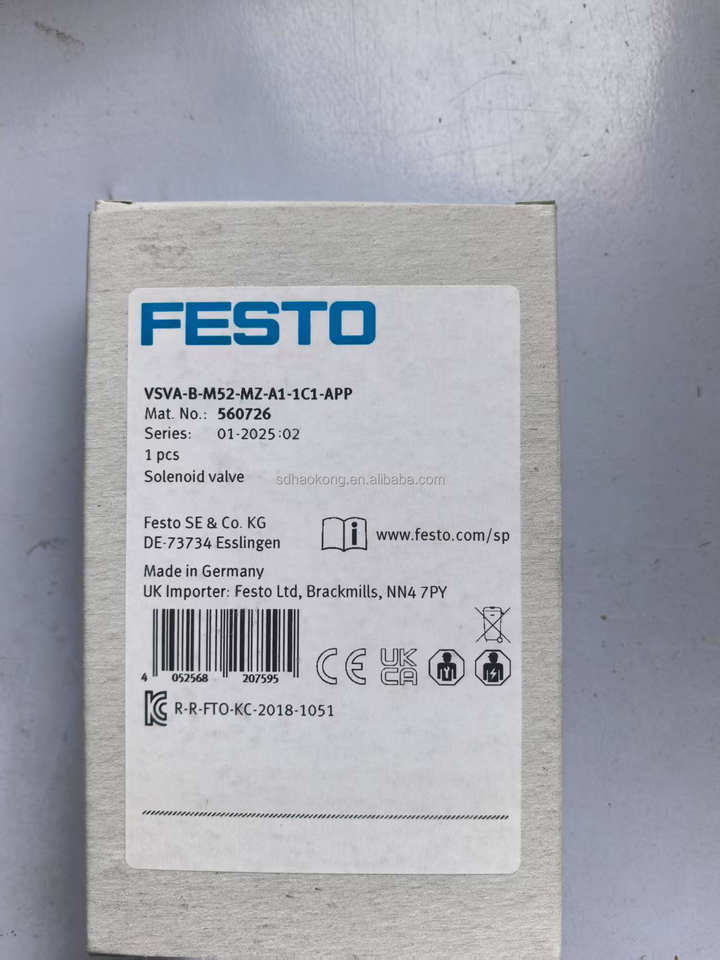 FESTO
VSVA-B-M52-MZ-A1-1C1-APP
Mat. No.: 560726
Series: 01-2025:02
1 pcs
Solenoid valve
sdhaokong.en.alibaba.com
Festo SE & Co. KG
DE-73734 Esslingen
www.festo.com/sp
Made in Germany
UK Importer: Festo Ltd, Brackmills, NN4 7PY
4 052568 207595
CE
UK
CA
R-R-FTO-KC-2018-1051